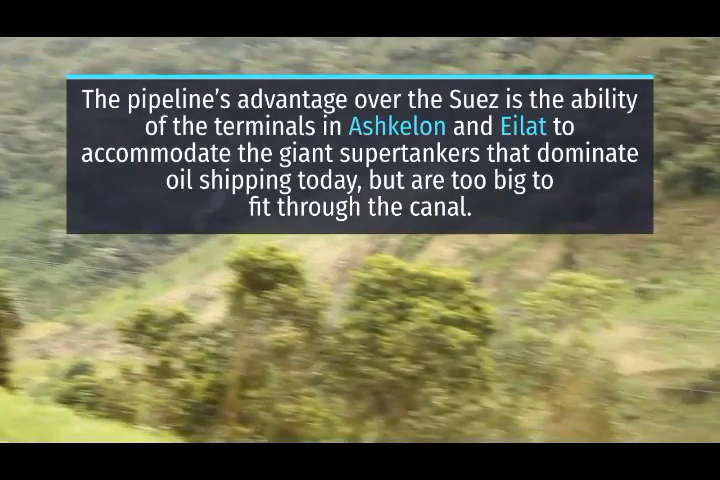 The pipeline's advantage over the Suez is the ability
of the terminals in Ashkelon and Eilat to
accommodate the giant supertankers that dominate
oil shipping today, but are too big to
fit through the canal.